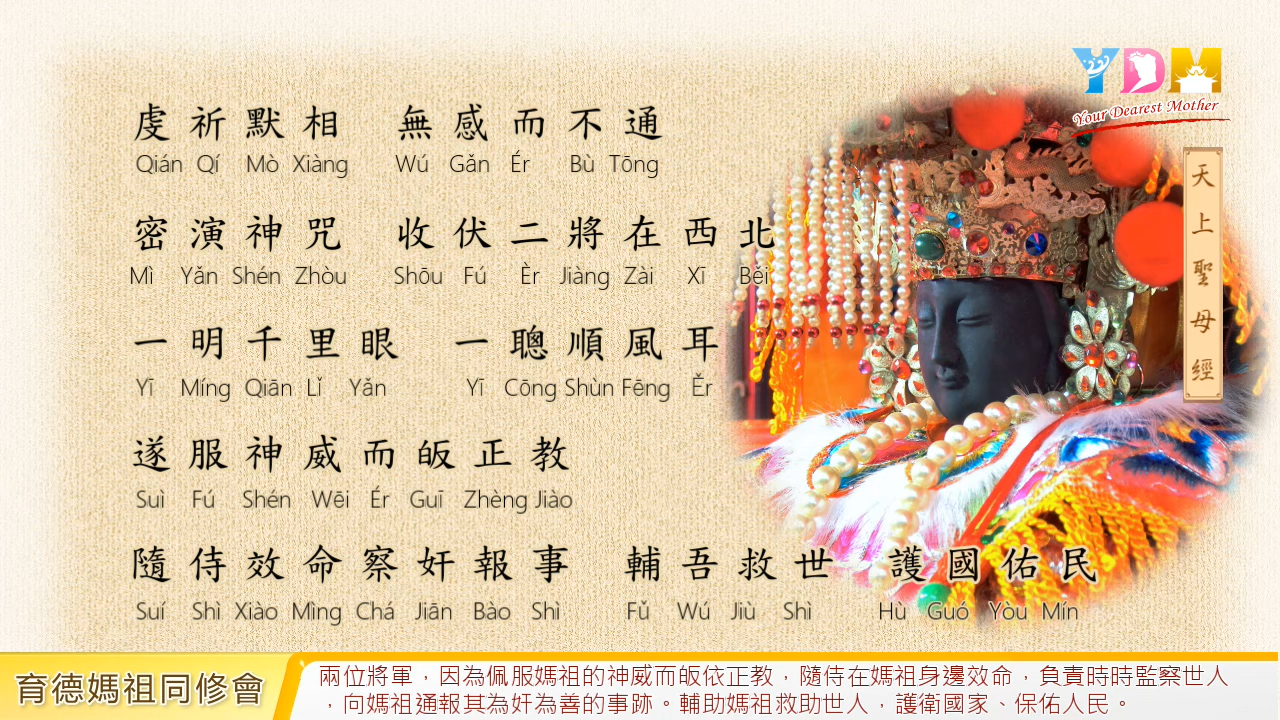 虔祈默相 無感而不通
Qián Qí Mò Xiàng Wú Gǎn Ér Bù Tōng
密演神咒 收伏二將在西北
Mì Yǎn Shén Zhòu Shōu Fú Èr Jiàng Zài Xī Běi
一明千里眼 一聰順風耳
Yī Míng Qiān Lǐ Yǎn Yī Cōng Shùn Fēng Ěr
遂服神威而皈正教
Suì Fú Shén Wēi Ér Guī Zhèng Jiào
隨侍效命察奸報事 輔吾救世 護國佑民
Suí Shì Xiào Mìng Chá Jiān Bào Shì Fǔ Wú Jiù Shì Hù Guó Yòu Mín
YDM
Your Dearest Mother
天上聖母經
育德媽祖同修會
兩位將軍，因為佩服媽祖的神威而皈依正教，隨侍在媽祖身邊效命，負責時時監察世人
，向媽祖通報其為奸為善的事跡。輔助媽祖救助世人，護衛國家、保佑人民。